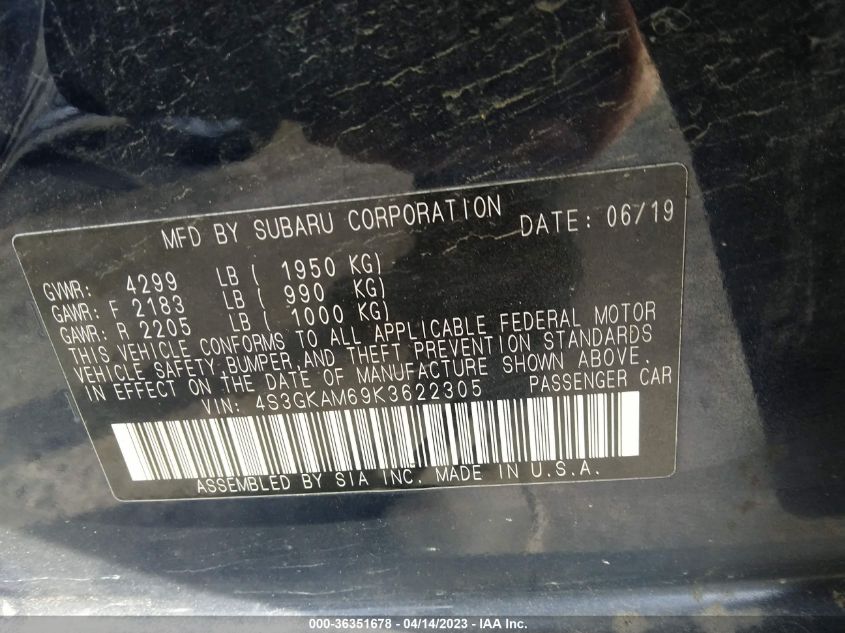 MFD BY SUBARU CORPORATION DATE: 06/19
GVWR: 4299 LB ( 1950 KG)
GAWR: F 2183 LB ( 990 KG)
GAWR: R 2205 LB ( 1000 KG)
THIS VEHICLE CONFORMS TO ALL APPLICABLE FEDERAL MOTOR
VEHICLE SAFETY,BUMPER,AND THEFT PREVENTION STANDARDS
IN EFFECT ON THE DATE OF MANUFACTURE SHOWN ABOVE.
VIN: 4S3GKAM69K3622305 PASSENGER CAR
ASSEMBLED BY SIA INC. MADE IN U.S.A.
000-36351678 - 04/14/2023 - IAA Inc.